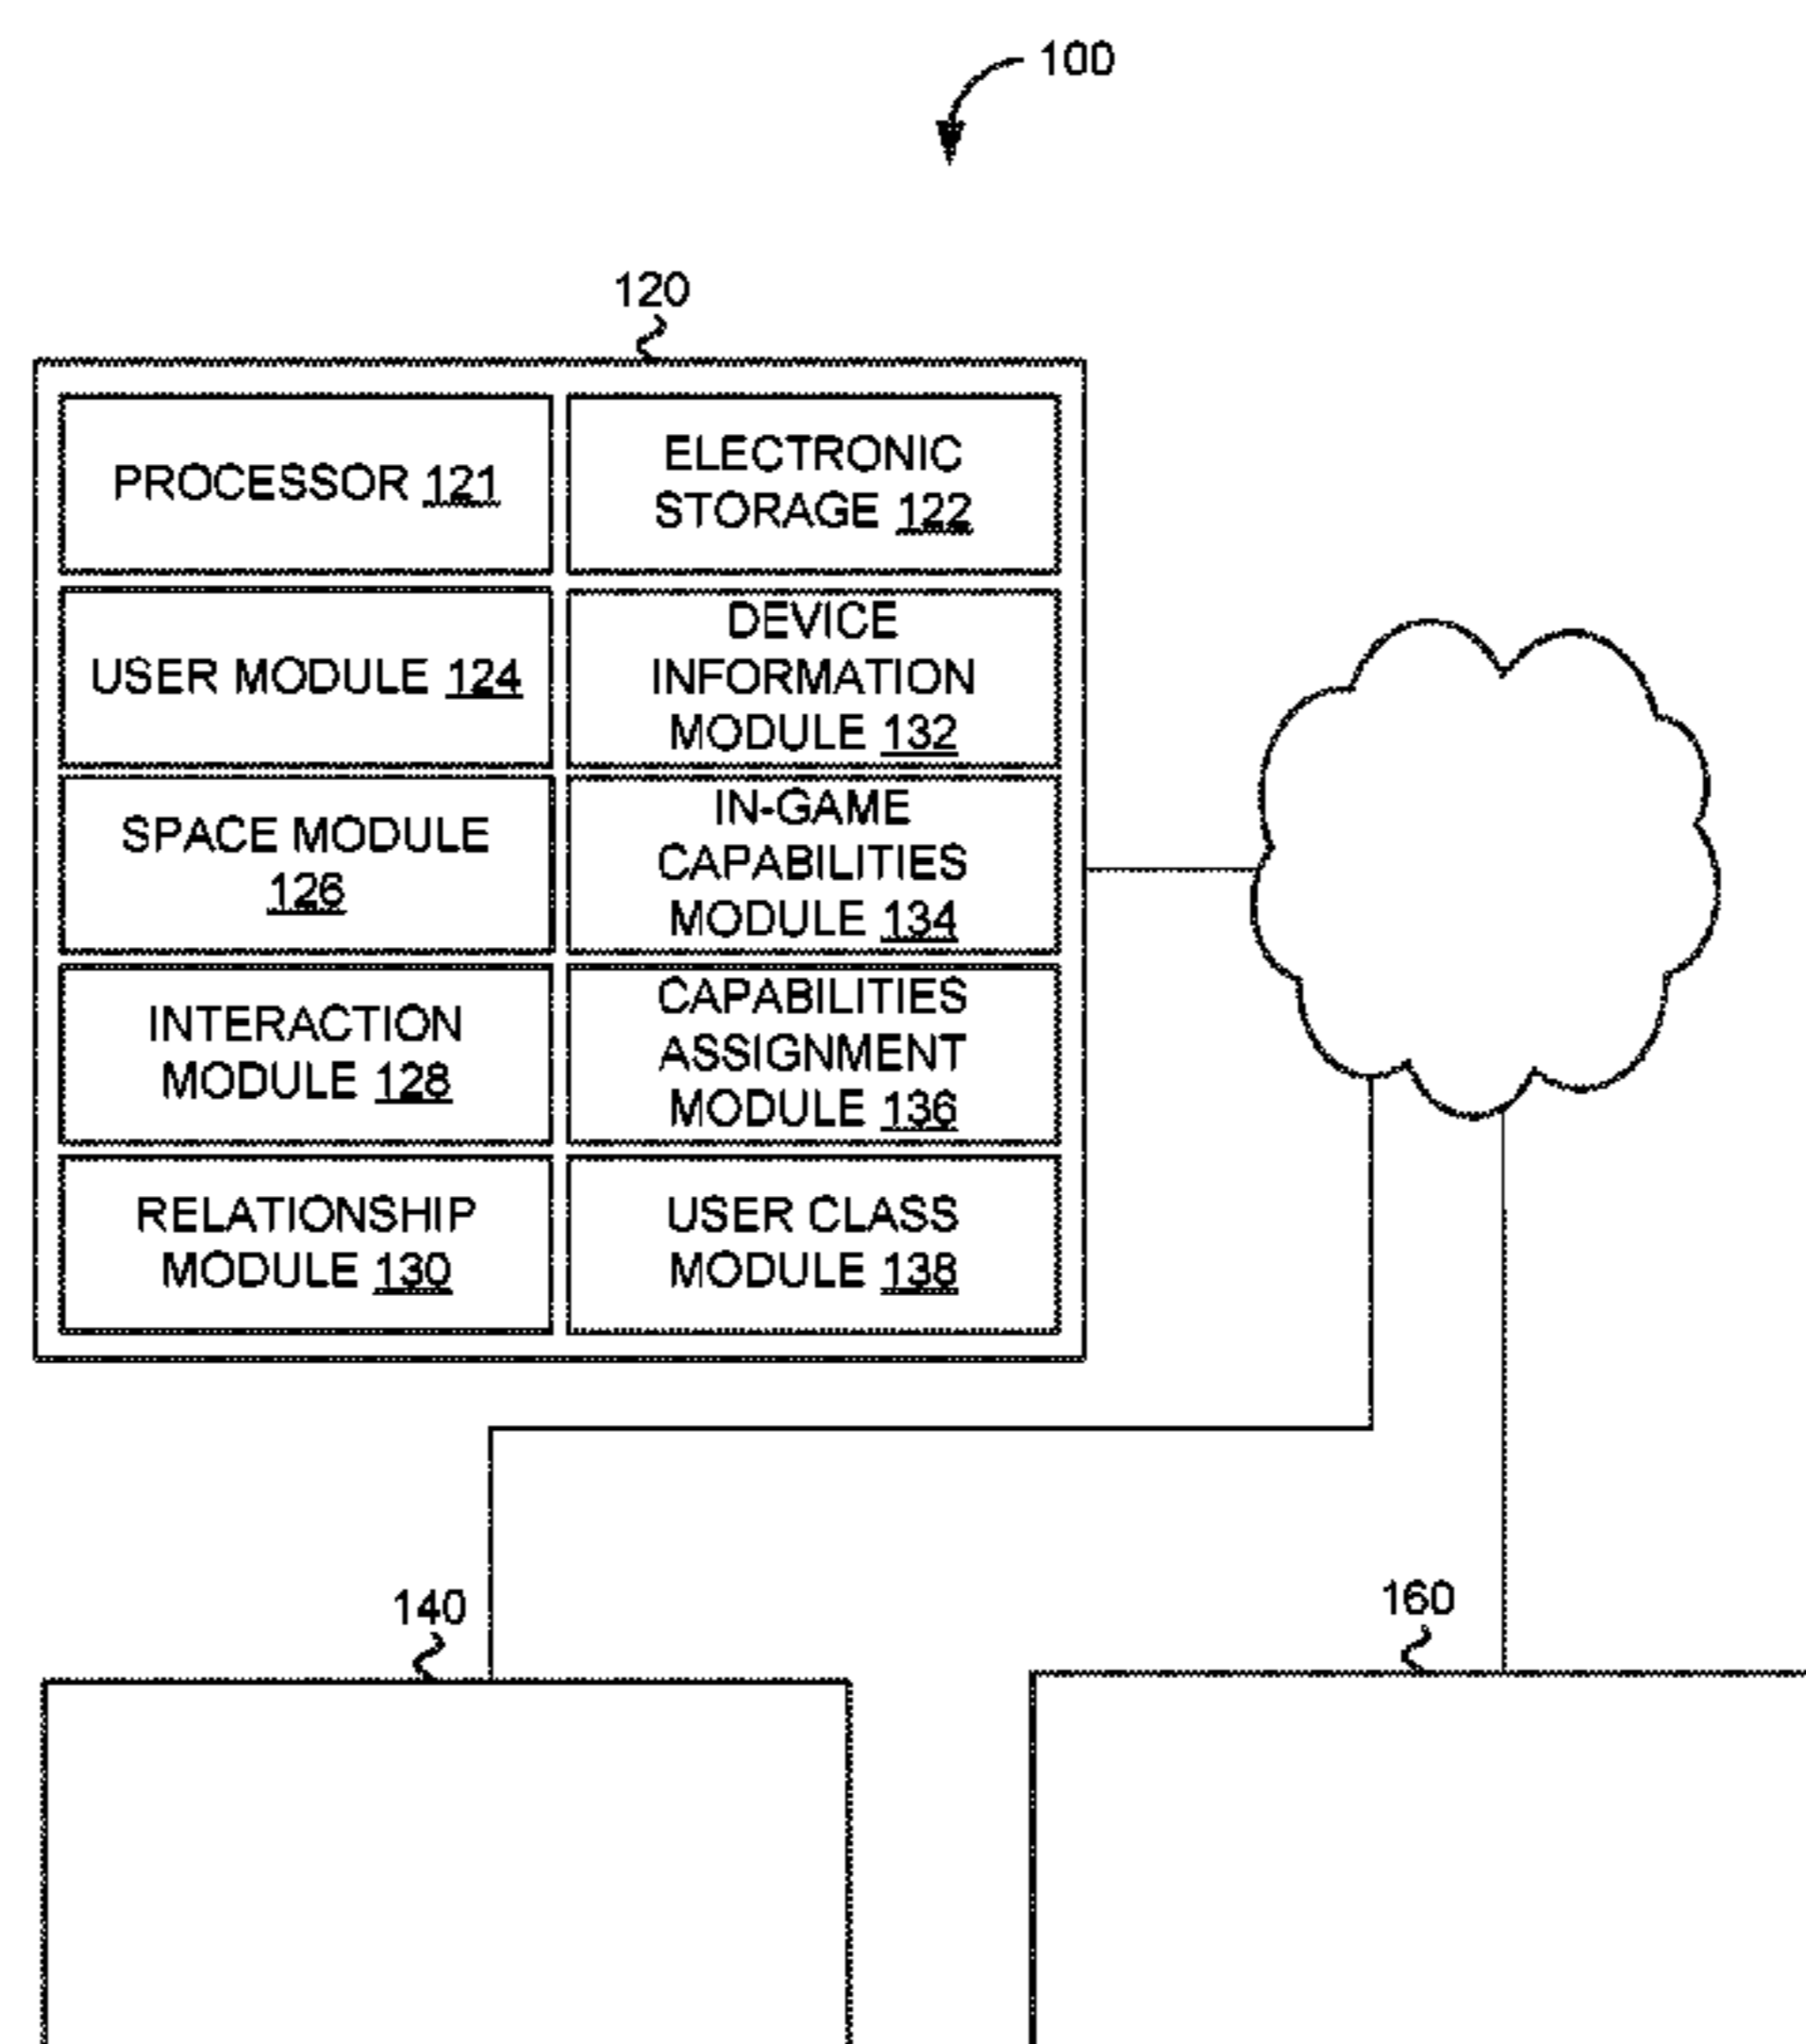 100
120
PROCESSOR 121
ELECTRONIC
STORAGE 122
USER MODULE 124
DEVICE
INFORMATION
MODULE 132
SPACE MODULE
126
IN-GAME
CAPABILITIES
MODULE 134
INTERACTION
MODULE 128
CAPABILITIES
ASSIGNMENT
MODULE 136
RELATIONSHIP
MODULE 130
USER CLASS
MODULE 138
140
160